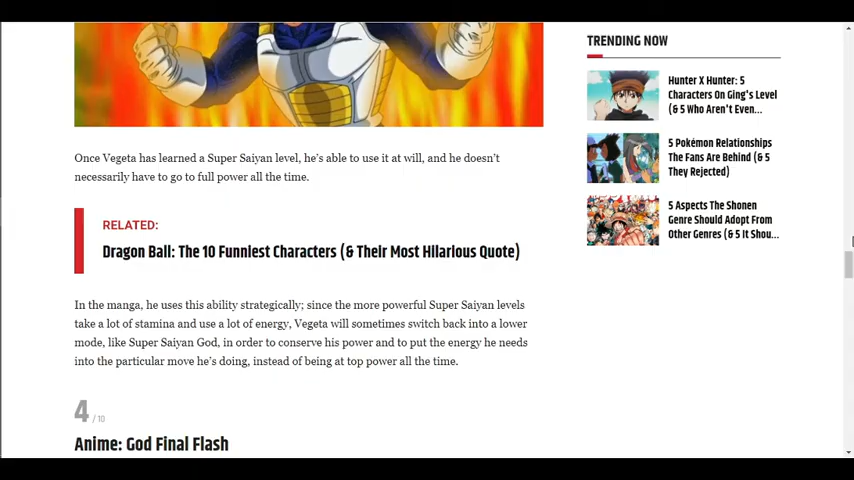 TRENDING NOW
Hunter X Hunter: 5
Characters On Ging's Level
(& 5 Who Aren't Even...
5 Pokémon Relationships
The Fans Are Behind (& 5
They Rejected)
5 Aspects The Shonen
Genre Should Adopt From
Other Genres (& 5 It Shou...
Once Vegeta has learned a Super Saiyan level, he's able to use it at will, and he doesn't
necessarily have to go to full power all the time.
RELATED:
Dragon Ball: The 10 Funniest Characters (& Their Most Hilarious Quote)
In the manga, he uses this ability strategically; since the more powerful Super Saiyan levels
take a lot of stamina and use a lot of energy, Vegeta will sometimes switch back into a lower
mode, like Super Saiyan God, in order to conserve his power and to put the energy he needs
into the particular move he's doing, instead of being at top power all the time.
4 / 10
Anime: God Final Flash